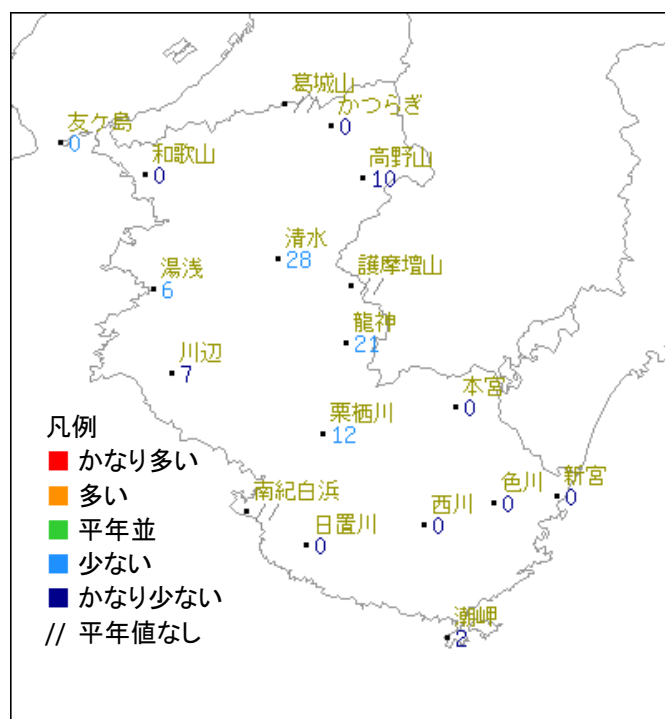 葛城山
//
かつらぎ
0
友ケ島
0
和歌山
0
高野山
10
清水
28
護摩壇山
//
湯浅
6
龍神
21
川辺
7
本宮
0
栗栖川
12
凡例
かなり多い
多い
平年並
少ない
かなり少ない
// 平年値なし
南紀白浜
//
日置川
0
西川
0
色川
0
新宮
0
潮岬
2